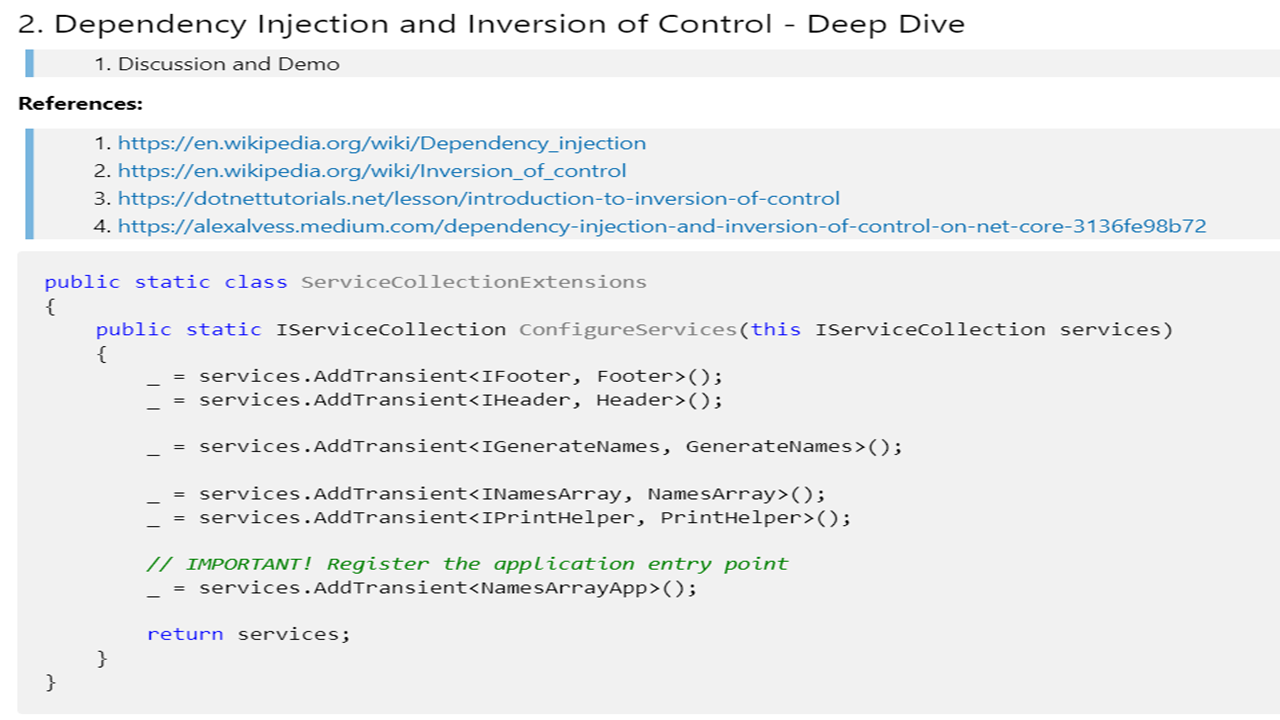 2. Dependency Injection and Inversion of Control - Deep Dive
1. Discussion and Demo
References:
1. https://en.wikipedia.org/wiki/Dependency_injection
2. https://en.wikipedia.org/wiki/Inversion_of_control
3. https://dotnettutorials.net/lesson/introduction-to-inversion-of-control
4. https://alexalvess.medium.com/dependency-injection-and-inversion-of-control-on-net-core-3136fe98b72
public static class ServiceCollectionExtensions
{
    public static IServiceCollection ConfigureServices(this IServiceCollection services)
    {
        _ = services.AddTransient<IFooter, Footer>();
        _ = services.AddTransient<IHeader, Header>();
        _ = services.AddTransient<IGenerateNames, GenerateNames>();
        _ = services.AddTransient<INamesArray, NamesArray>();
        _ = services.AddTransient<IPrintHelper, PrintHelper>();
        // IMPORTANT! Register the application entry point
        _ = services.AddTransient<NamesArrayApp>();
        return services;
    }
}